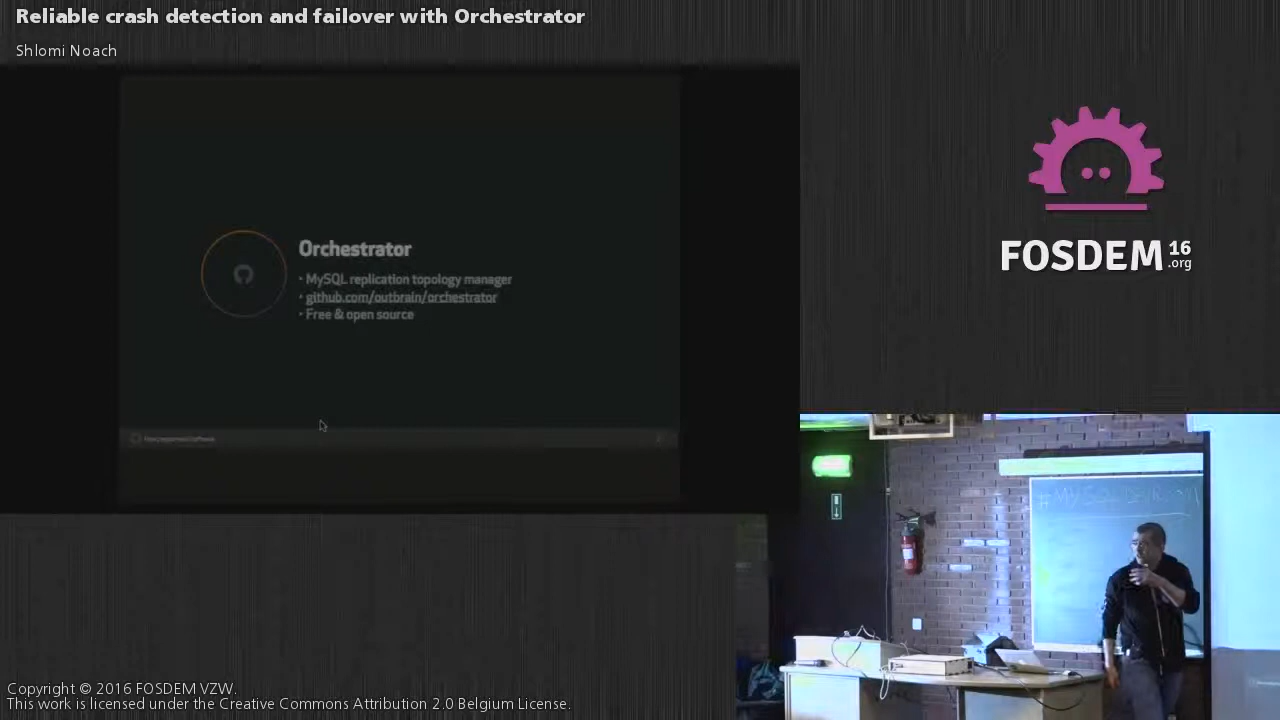 Reliable crash detection and failover with Orchestrator
Shlomi Noach
Orchestrator
• MySQL replication topology manager
• github.com/outbrain/orchestrator
• Free & open source
FOSDEM 16
.org
Copyright © 2016 FOSDEM VZW.
This work is licensed under the Creative Commons Attribution 2.0 Belgium License.